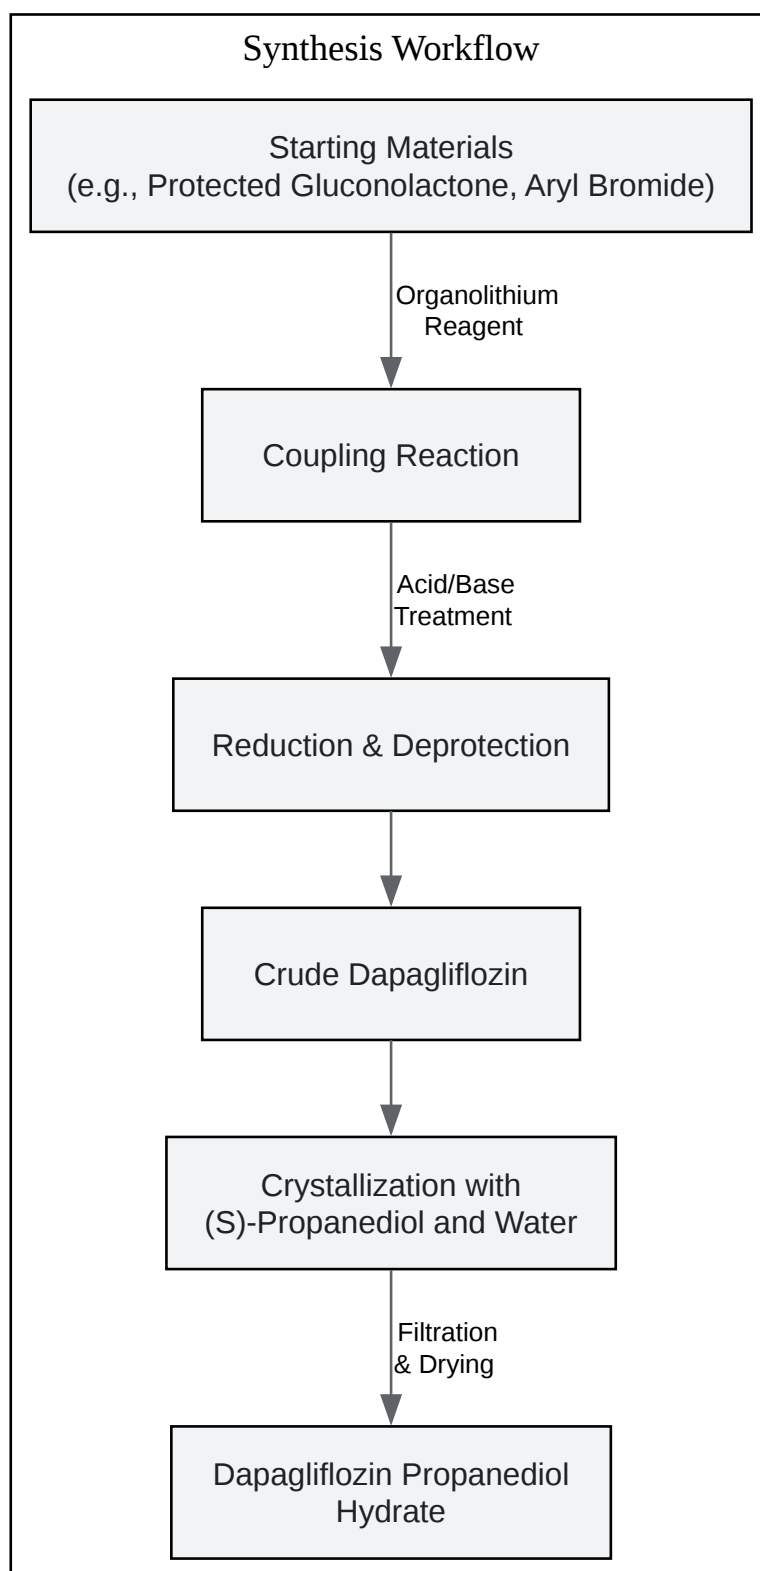 Synthesis Workflow
Starting Materials
(e.g., Protected Gluconolactone, Aryl Bromide)
Organolithium
Reagent
Coupling Reaction
Acid/Base
Treatment
Reduction & Deprotection
Crude Dapagliflozin
Crystallization with
(S)-Propanediol and Water
Filtration
& Drying
Dapagliflozin Propanediol
Hydrate